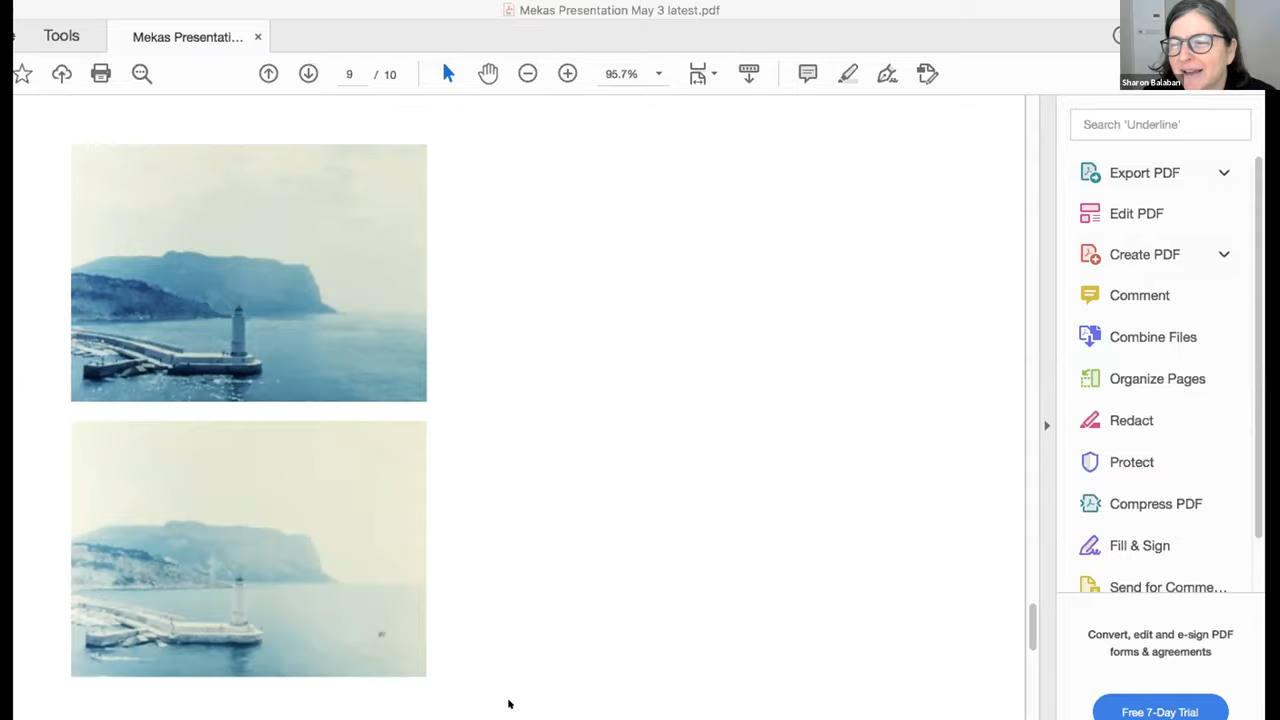 Mekas Presentation May 3 latest.pdf
Tools
Mekas Presentati...
9 / 10
95.7%
Sharon Balaban
Search 'Underline'
Export PDF
Edit PDF
Create PDF
Comment
Combine Files
Organize Pages
Redact
Protect
Compress PDF
Fill & Sign
Send for Comme...
Convert, edit and e-sign PDF
forms & agreements
Free 7-Day Trial